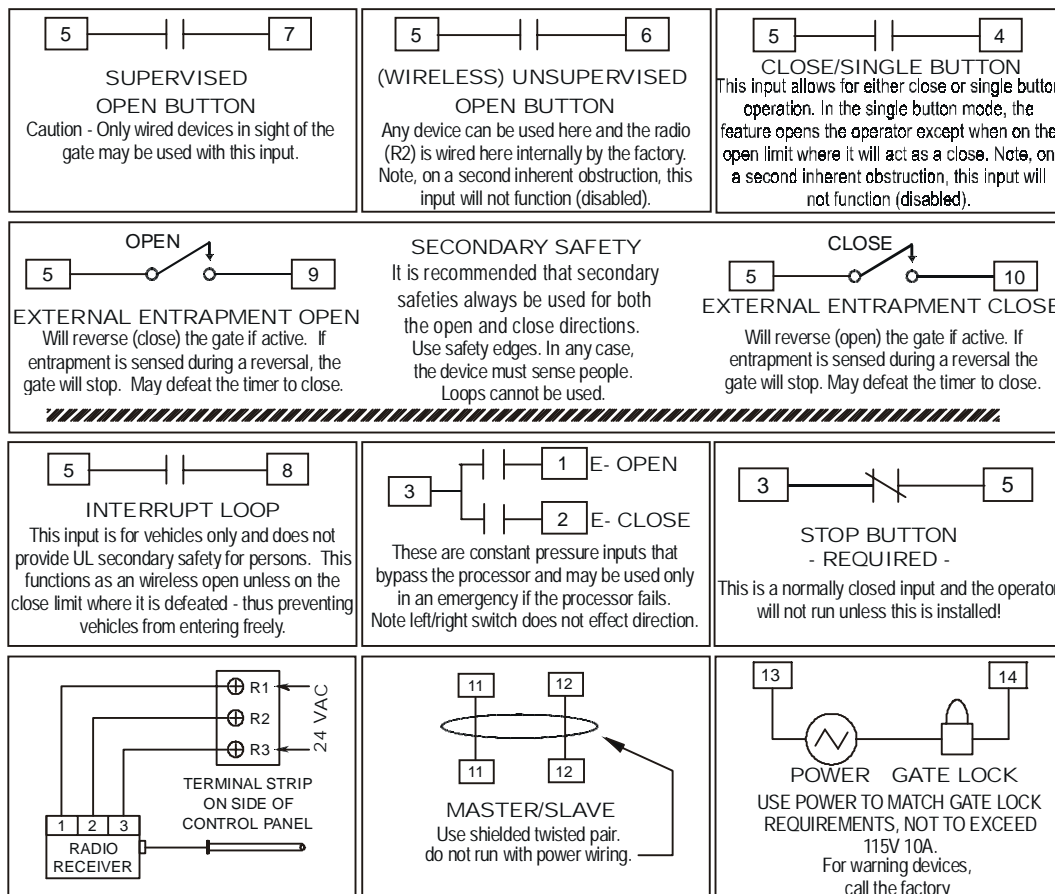 5 7
SUPERVISED
OPEN BUTTON
Caution - Only wired devices in sight of the
gate may be used with this input.
5 6
(WIRELESS) UNSUPERVISED
OPEN BUTTON
Any device can be used here and the radio
(R2) is wired here internally by the factory.
Note, on a second inherent obstruction, this
input will not function (disabled).
5 4
CLOSE/SINGLE BUTTON
This input allows for either close or single button
operation. In the single button mode, the
feature opens the operator except when on the
open limit where it will act as a close. Note, on
a second inherent obstruction, this input will
not function (disabled).
OPEN
5 9
EXTERNAL ENTRAPMENT OPEN
Will reverse (close) the gate if active. If
entrapment is sensed during a reversal, the
gate will stop. May defeat the timer to close.
SECONDARY SAFETY
It is recommended that secondary
safeties always be used for both
the open and close directions.
Use safety edges. In any case,
the device must sense people.
Loops cannot be used.
CLOSE
5 10
EXTERNAL ENTRAPMENT CLOSE
Will reverse (open) the gate if active. If
entrapment is sensed during a reversal the
gate will stop. May defeat the timer to close.
5 8
INTERRUPT LOOP
This input is for vehicles only and does not
provide UL secondary safety for persons. This
functions as an wireless open unless on the
close limit where it is defeated - thus preventing
vehicles from entering freely.
3
1 E- OPEN
2 E- CLOSE
These are constant pressure inputs that
bypass the processor and may be used only
in an emergency if the processor fails.
Note left/right switch does not effect direction.
3 5
STOP BUTTON
- REQUIRED -
This is a normally closed input and the operator
will not run unless this is installed!
R1
R2
R3
24 VAC
TERMINAL STRIP
ON SIDE OF
CONTROL PANEL
1 2 3
RADIO
RECEIVER
11 12
11 12
MASTER/SLAVE
Use shielded twisted pair.
do not run with power wiring.
13 14
POWER GATE LOCK
USE POWER TO MATCH GATE LOCK
REQUIREMENTS, NOT TO EXCEED
115V 10A.
For warning devices,
call the factory